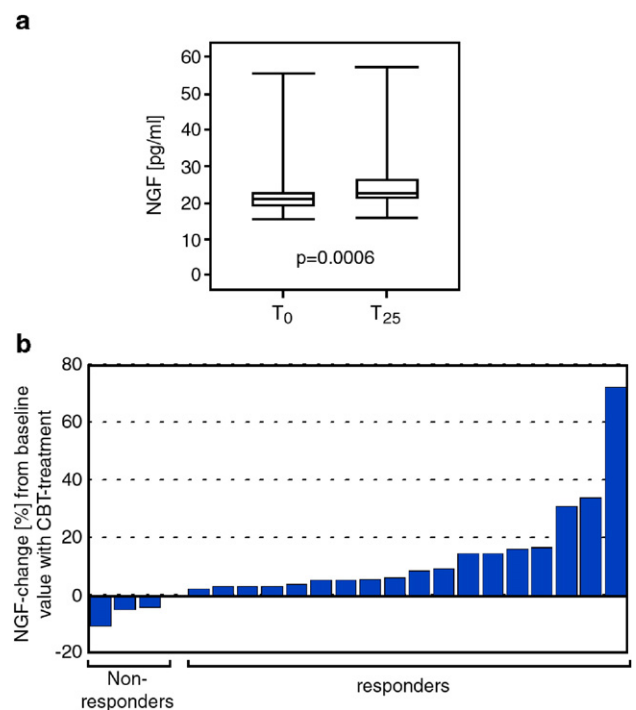 a
NGF [pg/ml]
60
50
40
30
20
10
0
p=0.0006
T₀
T₂₅
b
NGF-change [%] from baseline
value with CBT-treatment
80
60
40
20
0
-20
Non-
responders
responders